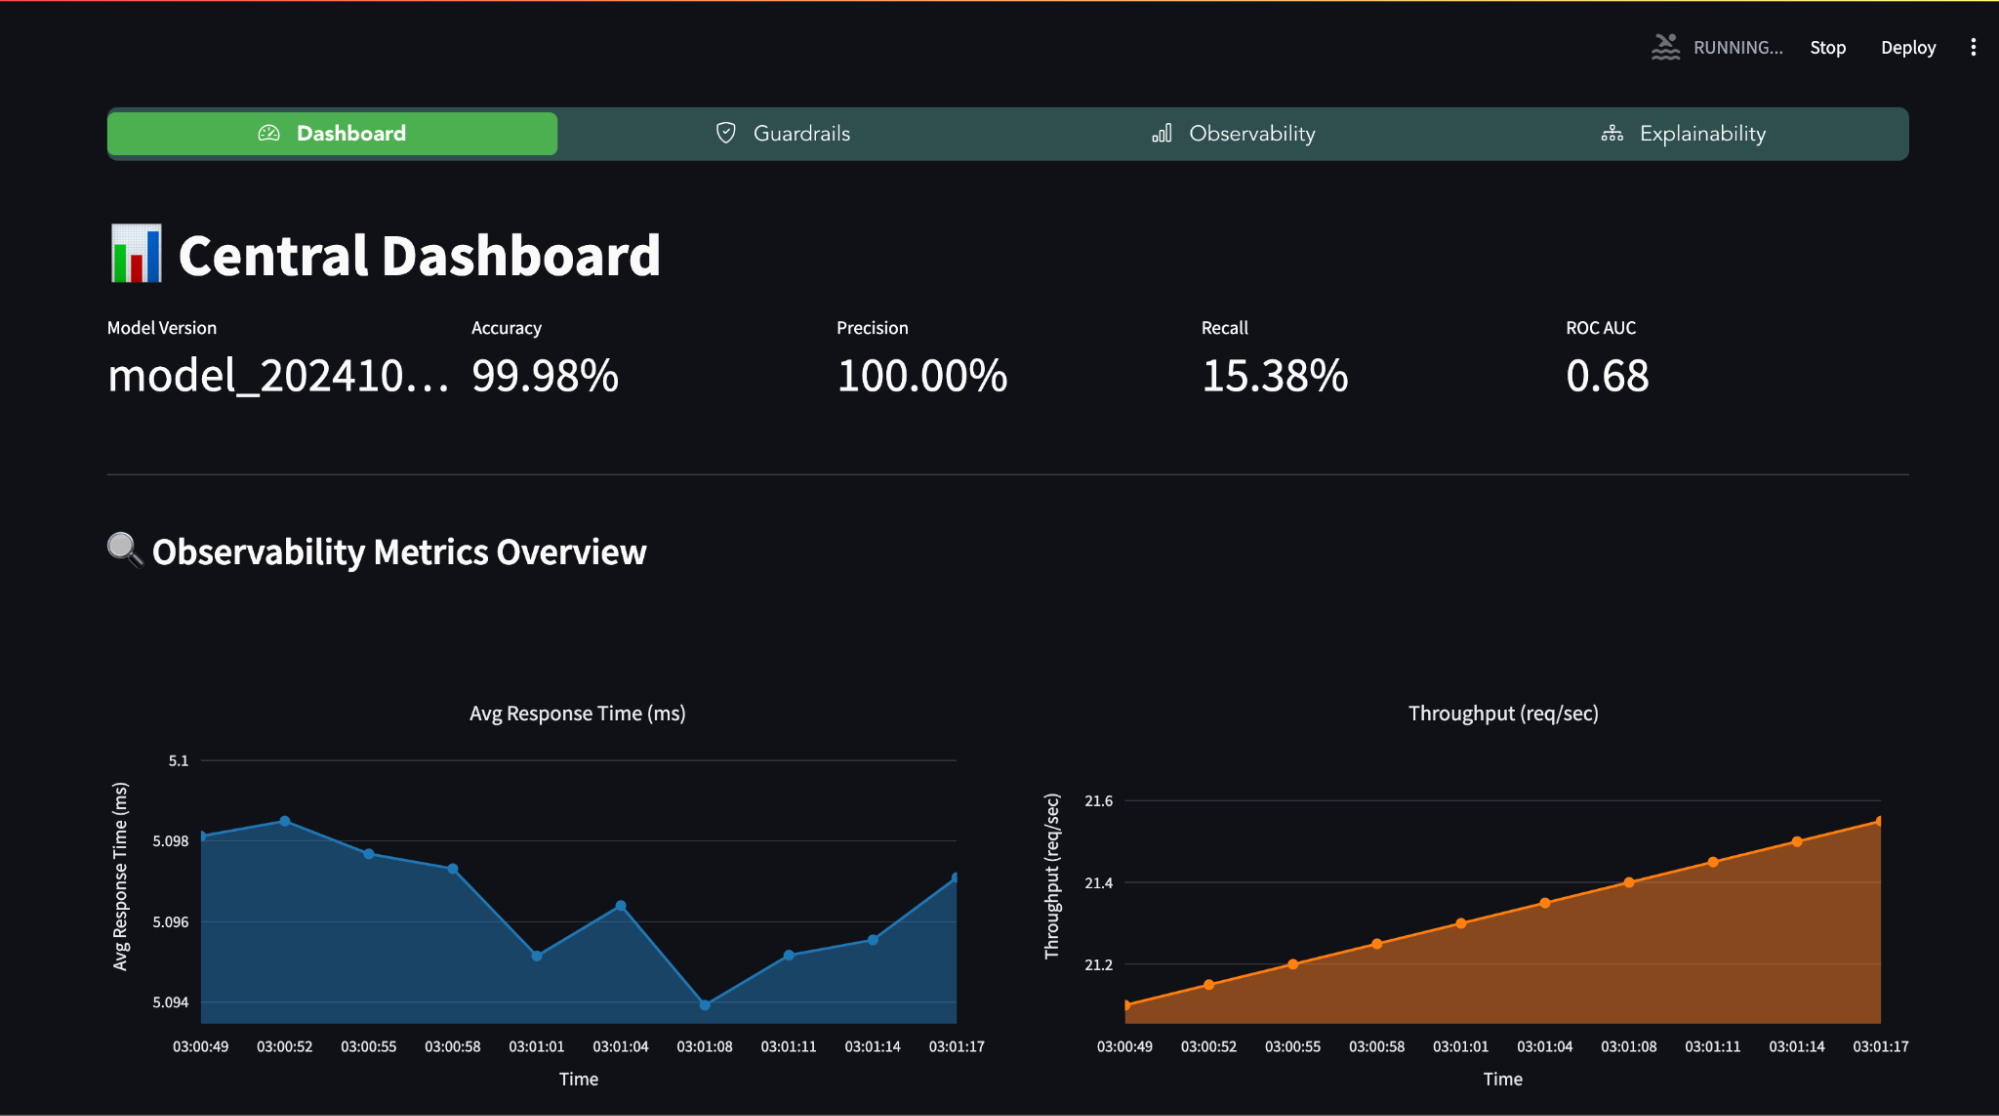 RUNNING... Stop Deploy
Dashboard Guardrails Observability Explainability
Central Dashboard
Model Version Accuracy Precision Recall ROC AUC
model_202410... 99.98% 100.00% 15.38% 0.68
Observability Metrics Overview
Avg Response Time (ms)
5.1
5.098
5.096
5.094
Avg Response Time (ms)
03:00:49 03:00:52 03:00:55 03:00:58 03:01:01 03:01:04 03:01:08 03:01:11 03:01:14 03:01:17
Time
Throughput (req/sec)
21.6
21.4
21.2
Throughput (req/sec)
03:00:49 03:00:52 03:00:55 03:00:58 03:01:01 03:01:04 03:01:08 03:01:11 03:01:14 03:01:17
Time